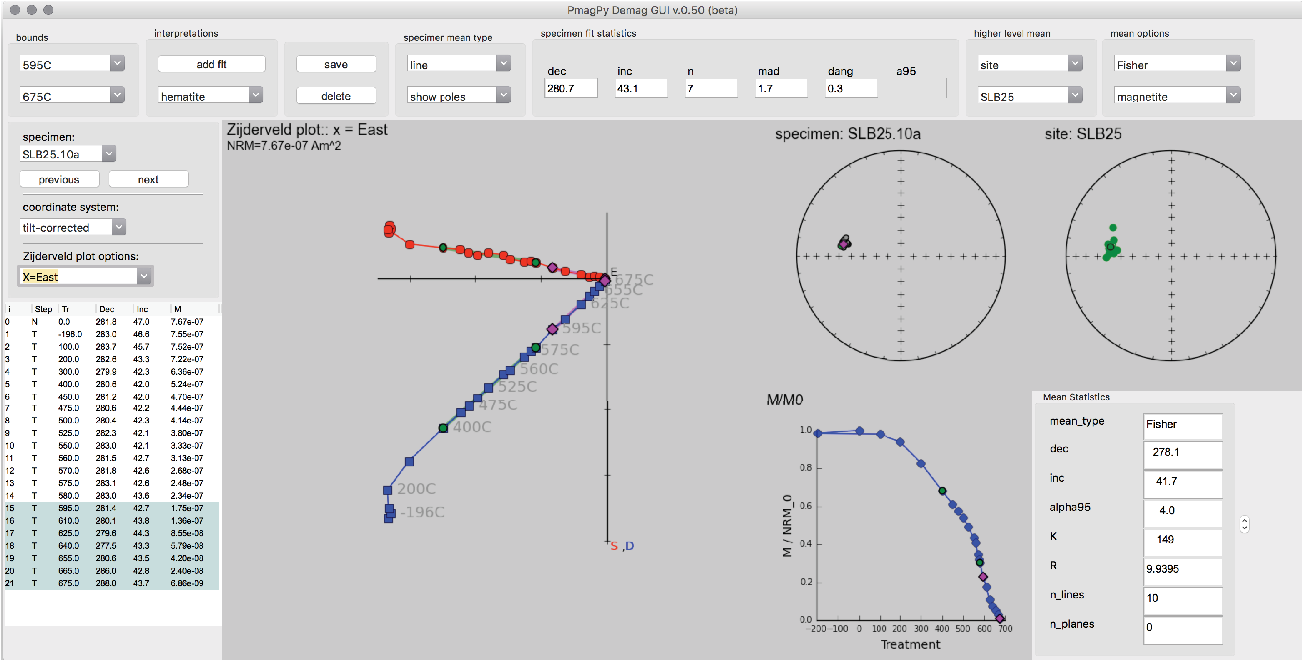 PmagPy Demag GUI v.0.50 (beta)
bounds
595C
675C
interpretations
add fit
hematite
save
delete
specimen mean type
line
show poles
specimen fit statistics
dec inc n mad dang a95
280.7 43.1 7 1.7 0.3
higher level mean
site
SLB25
mean options
Fisher
magnetite
specimen:
SLB25.10a
previous next
coordinate system:
tilt-corrected
Zijderveld plot options:
X=East
i Step Tr Dec Inc M
0 N 0.0 281.8 47.0 7.67e-07
1 T -196.0 283.0 46.6 7.55e-07
2 T 100.0 283.7 45.7 7.52e-07
3 T 200.0 282.6 43.3 7.22e-07
4 T 300.0 279.9 42.3 6.36e-07
5 T 400.0 280.6 42.0 5.24e-07
6 T 450.0 281.2 42.0 4.70e-07
7 T 475.0 280.6 42.2 4.44e-07
8 T 500.0 280.4 42.3 4.14e-07
9 T 525.0 282.3 42.1 3.80e-07
10 T 550.0 283.0 42.1 3.33e-07
11 T 560.0 281.5 42.7 3.13e-07
12 T 570.0 281.8 42.6 2.68e-07
13 T 575.0 283.1 42.6 2.48e-07
14 T 580.0 283.0 43.6 2.34e-07
15 T 595.0 281.4 42.7 1.75e-07
16 T 610.0 280.1 43.8 1.36e-07
17 T 625.0 279.6 44.3 8.55e-08
18 T 640.0 277.5 43.3 5.79e-08
19 T 655.0 280.6 43.5 4.20e-08
20 T 665.0 286.0 42.8 2.40e-08
21 T 675.0 288.0 43.7 6.86e-09
Zijderveld plot:: x = East
NRM=7.67e-07 Am^2
E
675C
655C
625C
595C
575C
560C
525C
475C
400C
200C
-196C
S ,D
specimen: SLB25.10a
site: SLB25
M/M0
M / NRM_0
1.0
0.8
0.6
0.4
0.2
0.0
-200 -100 0 100 200 300 400 500 600 700
Treatment
Mean Statistics
mean_type Fisher
dec 278.1
inc 41.7
alpha95 4.0
K 149
R 9.9395
n_lines 10
n_planes 0